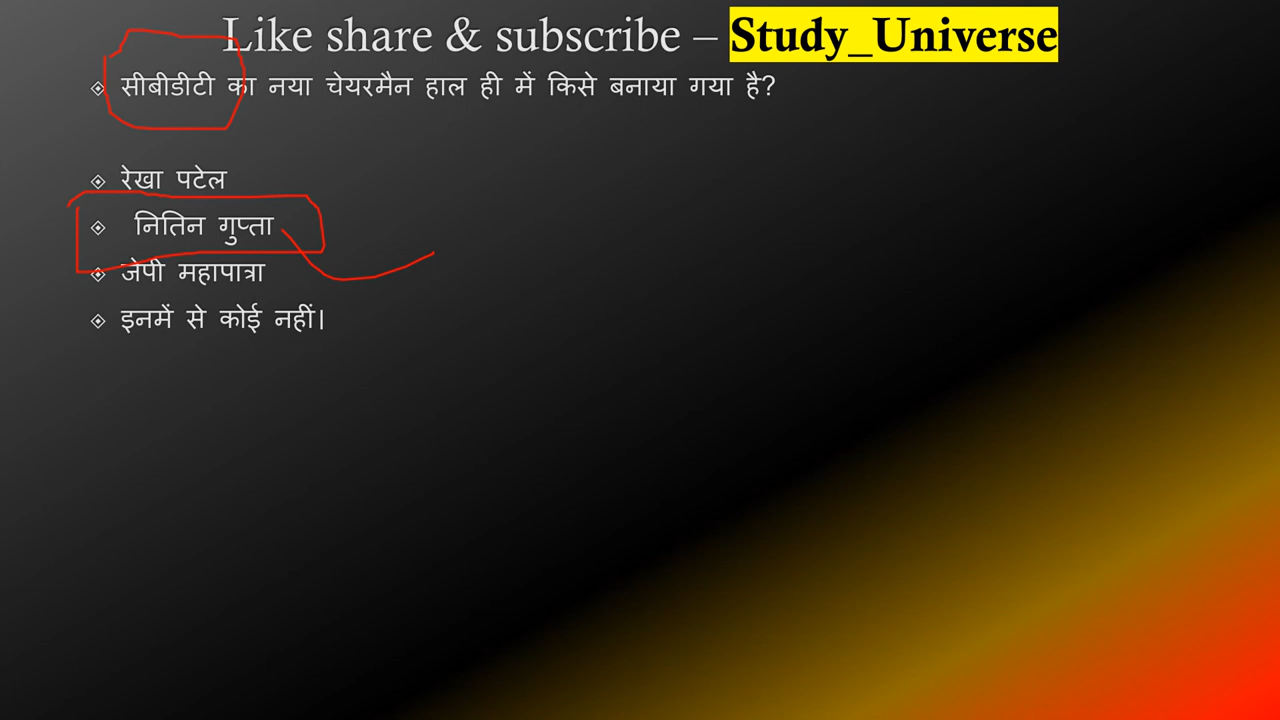 Like share & subscribe – Study_Universe
सीबीडीटी का नया चेयरमैन हाल ही में किसे बनाया गया है?
रेखा पटेल
नितिन गुप्ता
जेपी महापात्रा
इनमें से कोई नहीं।